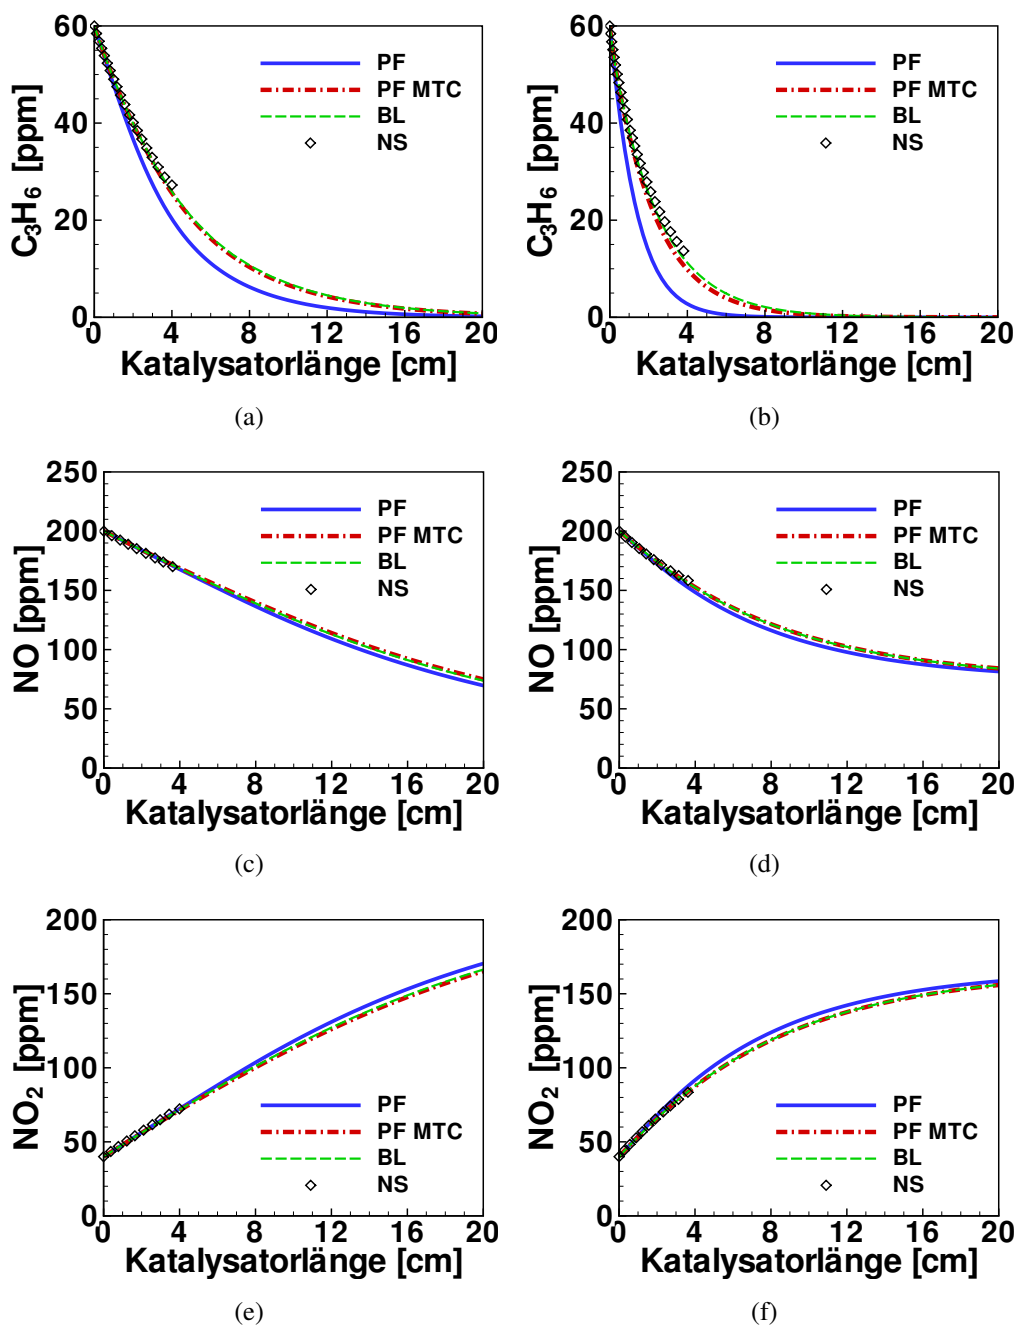 C3H6 [ppm]
60
40
20
0
PF
PF MTC
BL
NS
0 4 8 12 16 20
Katalysatorlänge [cm]
(a)
C3H6 [ppm]
60
40
20
0
PF
PF MTC
BL
NS
0 4 8 12 16 20
Katalysatorlänge [cm]
(b)
NO [ppm]
250
200
150
100
50
0
PF
PF MTC
BL
NS
0 4 8 12 16 20
Katalysatorlänge [cm]
(c)
NO [ppm]
250
200
150
100
50
0
PF
PF MTC
BL
NS
0 4 8 12 16 20
Katalysatorlänge [cm]
(d)
NO2 [ppm]
200
150
100
50
0
PF
PF MTC
BL
NS
0 4 8 12 16 20
Katalysatorlänge [cm]
(e)
NO2 [ppm]
200
150
100
50
0
PF
PF MTC
BL
NS
0 4 8 12 16 20
Katalysatorlänge [cm]
(f)